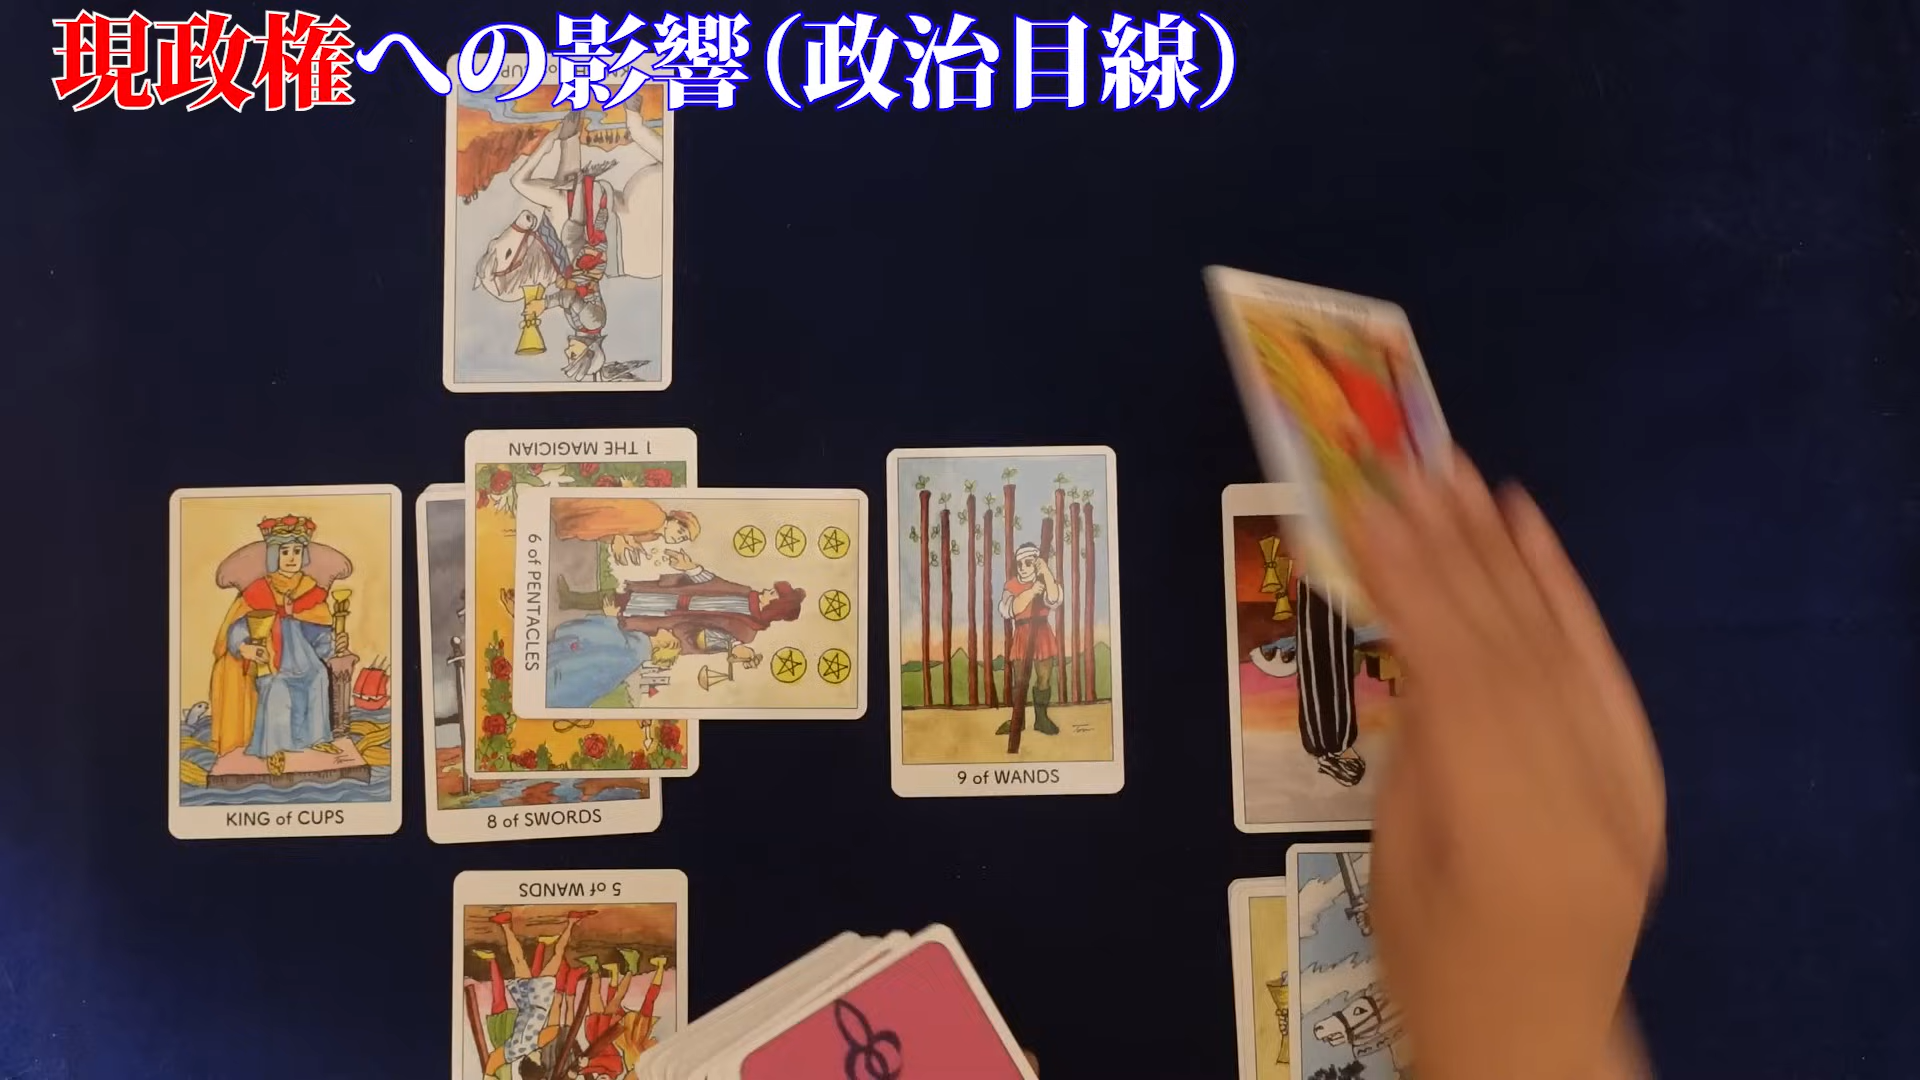 現政権への影響(政治目線)
1 THE MAGICIAN
6 of PENTACLES
KING of CUPS
8 of SWORDS
9 of WANDS
5 of WANDS